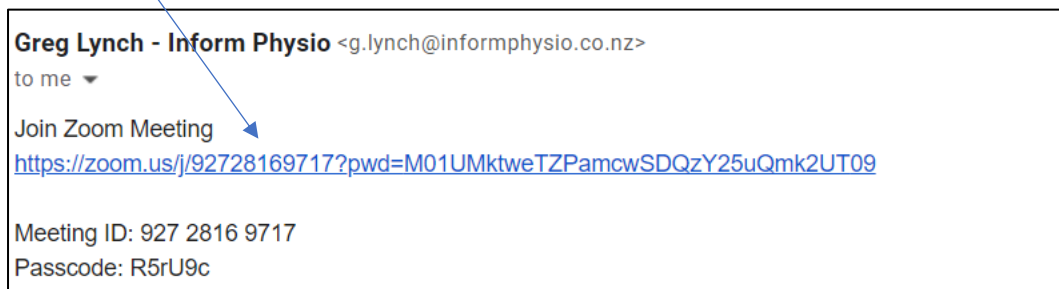 Greg Lynch - Inform Physio <g.lynch@informphysio.co.nz>
to me
Join Zoom Meeting
https://zoom.us/j/92728169717?pwd=M01UMktweTZPamcwSDQzY25uQmk2UT09
Meeting ID: 927 2816 9717
Passcode: R5rU9c